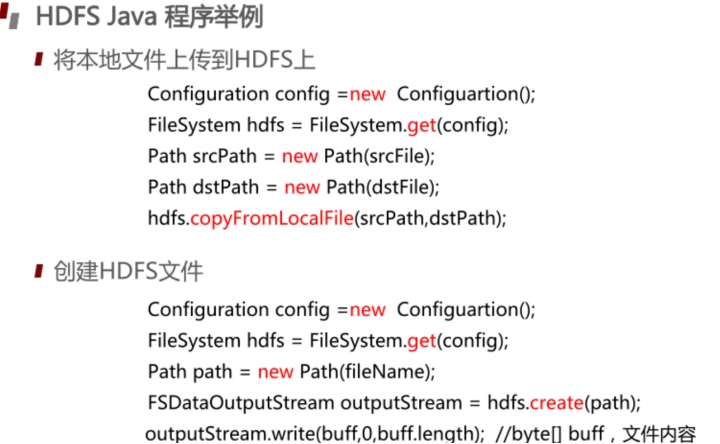 HDFS Java 程序举例
将本地文件上传到HDFS上
Configuration config =new  Configuartion();
FileSystem hdfs = FileSystem.get(config);
Path srcPath = new Path(srcFile);
Path dstPath = new Path(dstFile);
hdfs.copyFromLocalFile(srcPath,dstPath);
创建HDFS文件
Configuration config =new  Configuartion();
FileSystem hdfs = FileSystem.get(config);
Path path = new Path(fileName);
FSDataOutputStream outputStream = hdfs.create(path);
outputStream.write(buff,0,buff.length);  //byte[] buff，文件内容